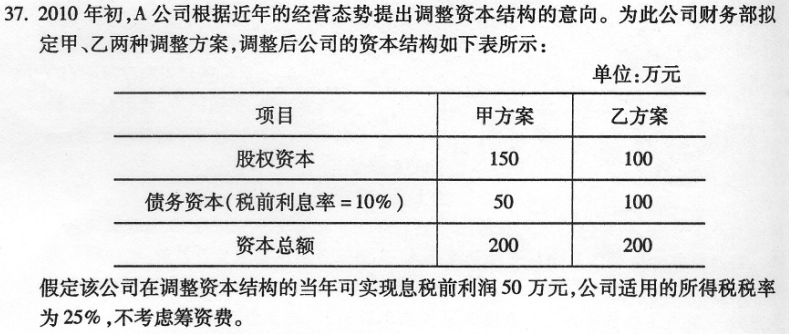 37. 2010 年初,A 公司根据近年的经营态势提出调整资本结构的意向。为此公司财务部拟
定甲、乙两种调整方案,调整后公司的资本结构如下表所示:
单位:万元
项目 甲方案 乙方案
股权资本 150 100
债务资本(税前利息率=10%) 50 100
资本总额 200 200
假定该公司在调整资本结构的当年可实现息税前利润 50 万元,公司适用的所得税税率
为 25%,不考虑筹资费。